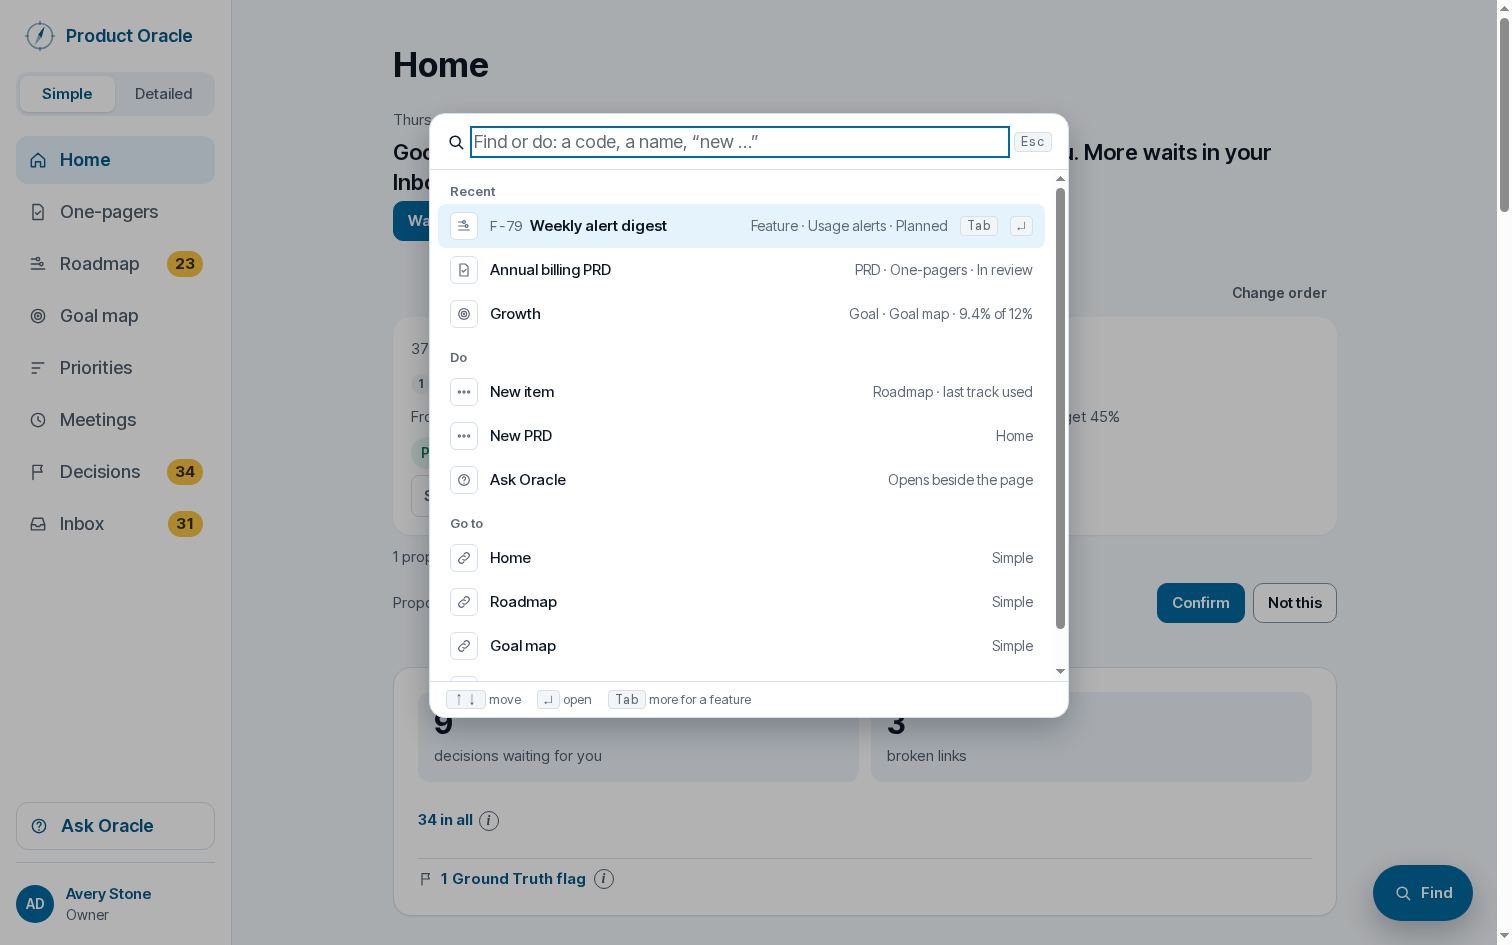 Product Oracle
Simple Detailed
Home
One-pagers
Roadmap 23
Goal map
Priorities
Meetings
Decisions 34
Inbox 31
Ask Oracle
AD
Avery Stone
Owner
Home
Find or do: a code, a name, “new …” Esc
u. More waits in your
Recent
F-79 Weekly alert digest Feature · Usage alerts · Planned Tab ↵
Annual billing PRD PRD · One-pagers · In review
Growth Goal · Goal map · 9.4% of 12%
Do
New item Roadmap · last track used
New PRD Home
Ask Oracle Opens beside the page
Go to
Home Simple
Roadmap Simple
Goal map Simple
↑ ↓ move ↵ open Tab more for a feature
Change order
37
1
45%
1
Confirm Not this
9
decisions waiting for you
3
broken links
34 in all i
1 Ground Truth flag i
Find